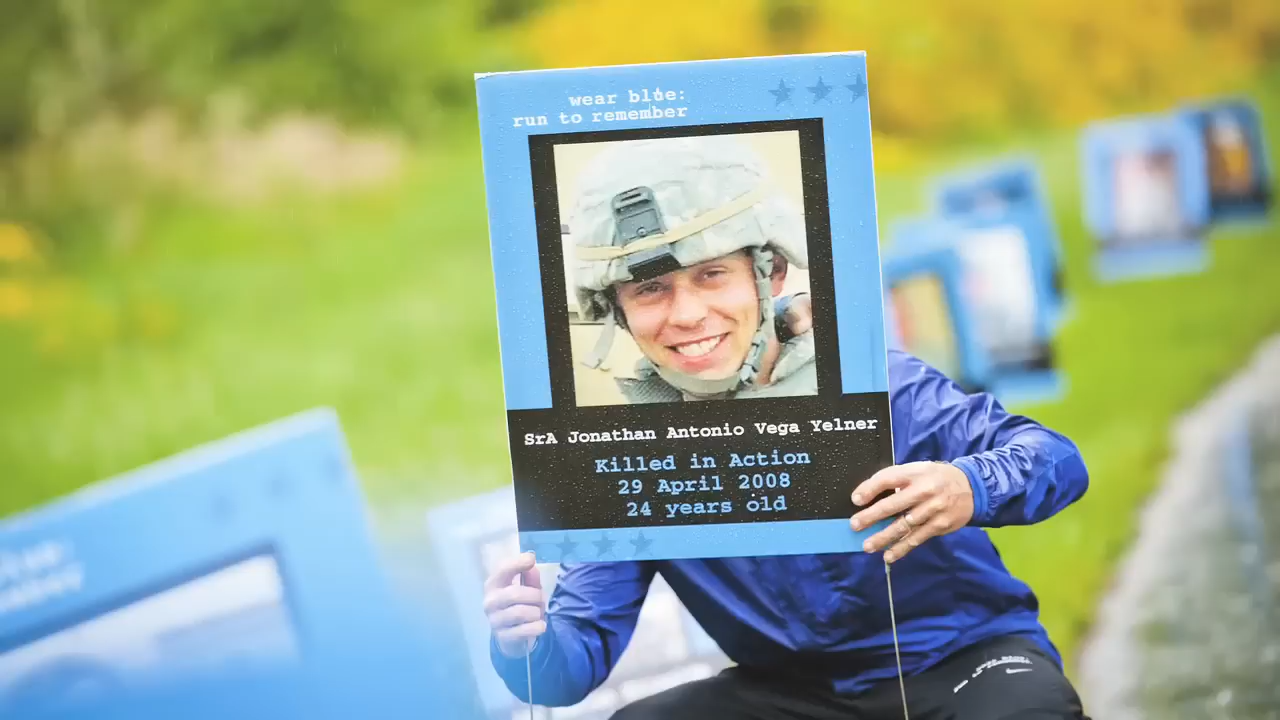 wear blue:
run to remember
SrA Jonathan Antonio Vega Yelner
Killed in Action
29 April 2008
24 years old